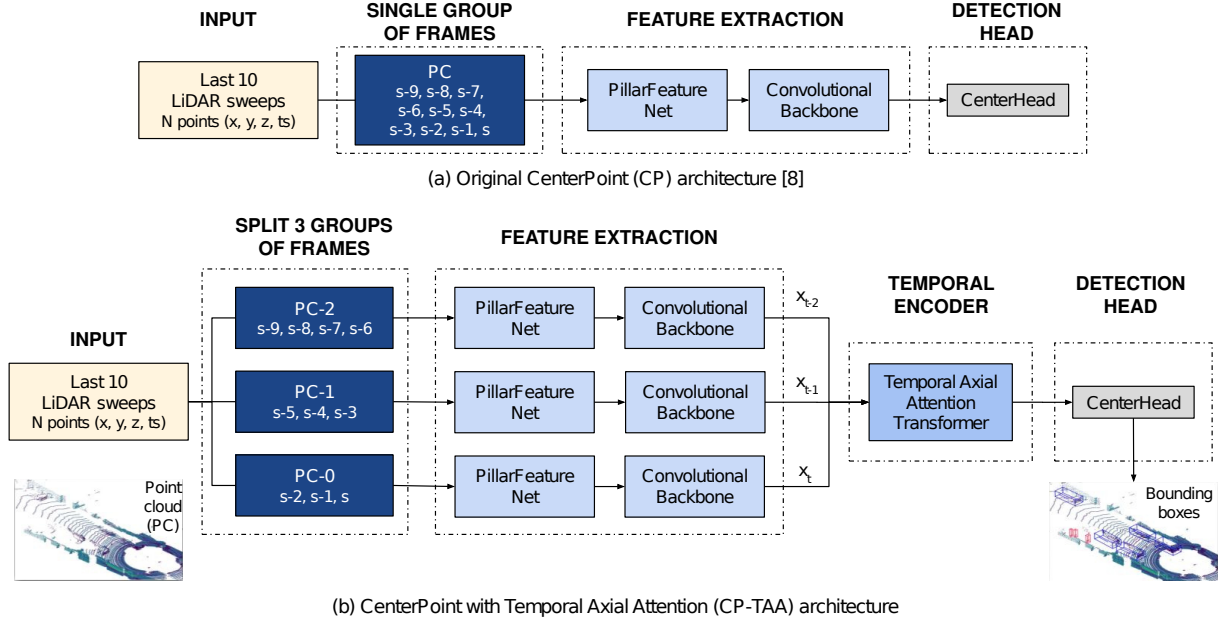 INPUT
SINGLE GROUP
OF FRAMES
FEATURE EXTRACTION
DETECTION
HEAD
Last 10
LiDAR sweeps
N points (x, y, z, ts)
PC
s-9, s-8, s-7,
s-6, s-5, s-4,
s-3, s-2, s-1, s
PillarFeature
Net
Convolutional
Backbone
CenterHead
(a) Original CenterPoint (CP) architecture [8]
SPLIT 3 GROUPS
OF FRAMES
FEATURE EXTRACTION
TEMPORAL
ENCODER
DETECTION
HEAD
INPUT
Last 10
LiDAR sweeps
N points (x, y, z, ts)
PC-2
s-9, s-8, s-7, s-6
PillarFeature
Net
Convolutional
Backbone
x_{t-2}
PC-1
s-5, s-4, s-3
PillarFeature
Net
Convolutional
Backbone
x_{t-1}
PC-0
s-2, s-1, s
PillarFeature
Net
Convolutional
Backbone
x_t
Temporal Axial
Attention
Transformer
CenterHead
Point
cloud
(PC)
Bounding
boxes
(b) CenterPoint with Temporal Axial Attention (CP-TAA) architecture